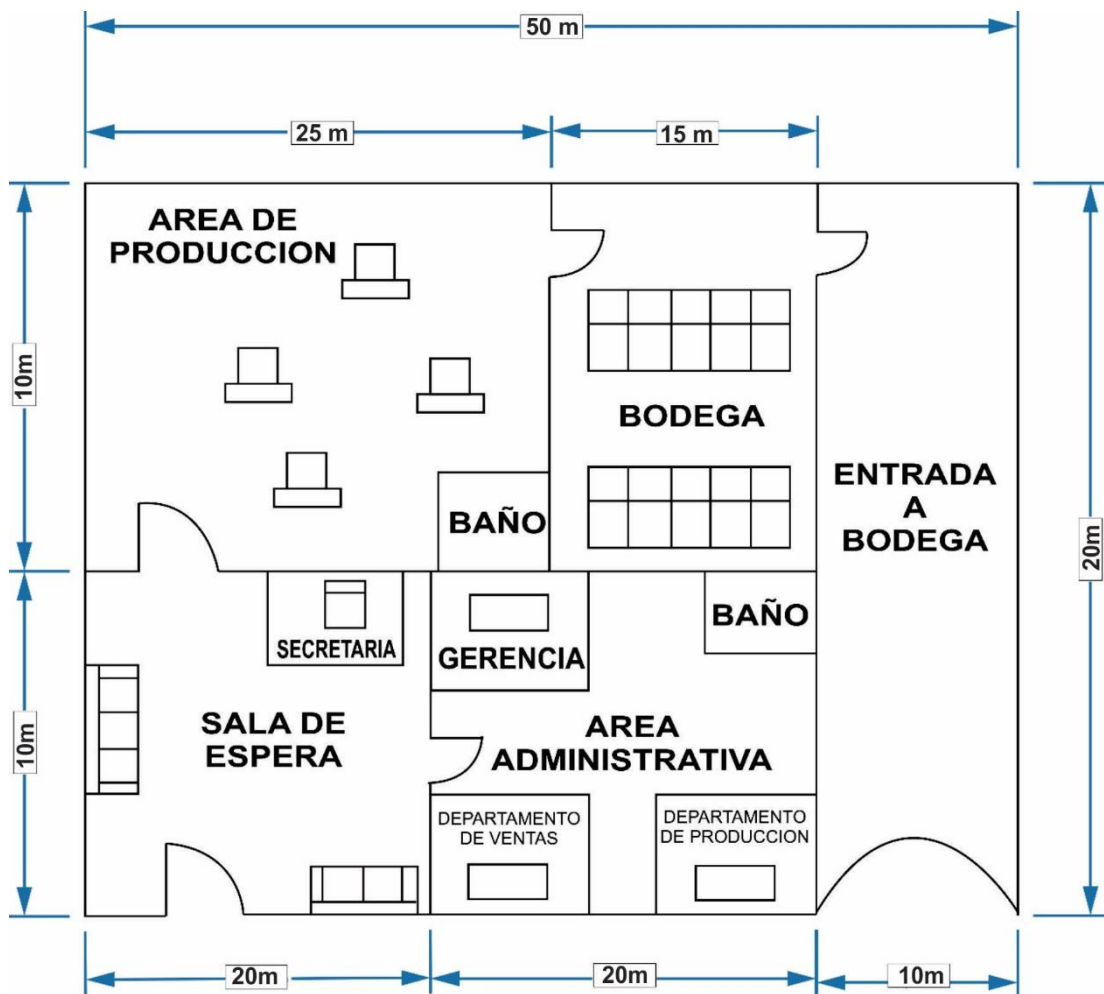 50 m
25 m
15 m
AREA DE
PRODUCCION
10m
BODEGA
ENTRADA
A
BODEGA
20m
BAÑO
SECRETARIA
GERENCIA
BAÑO
10m
SALA DE
ESPERA
AREA
ADMINISTRATIVA
DEPARTAMENTO
DE VENTAS
DEPARTAMENTO
DE PRODUCCION
20m
20m
10m